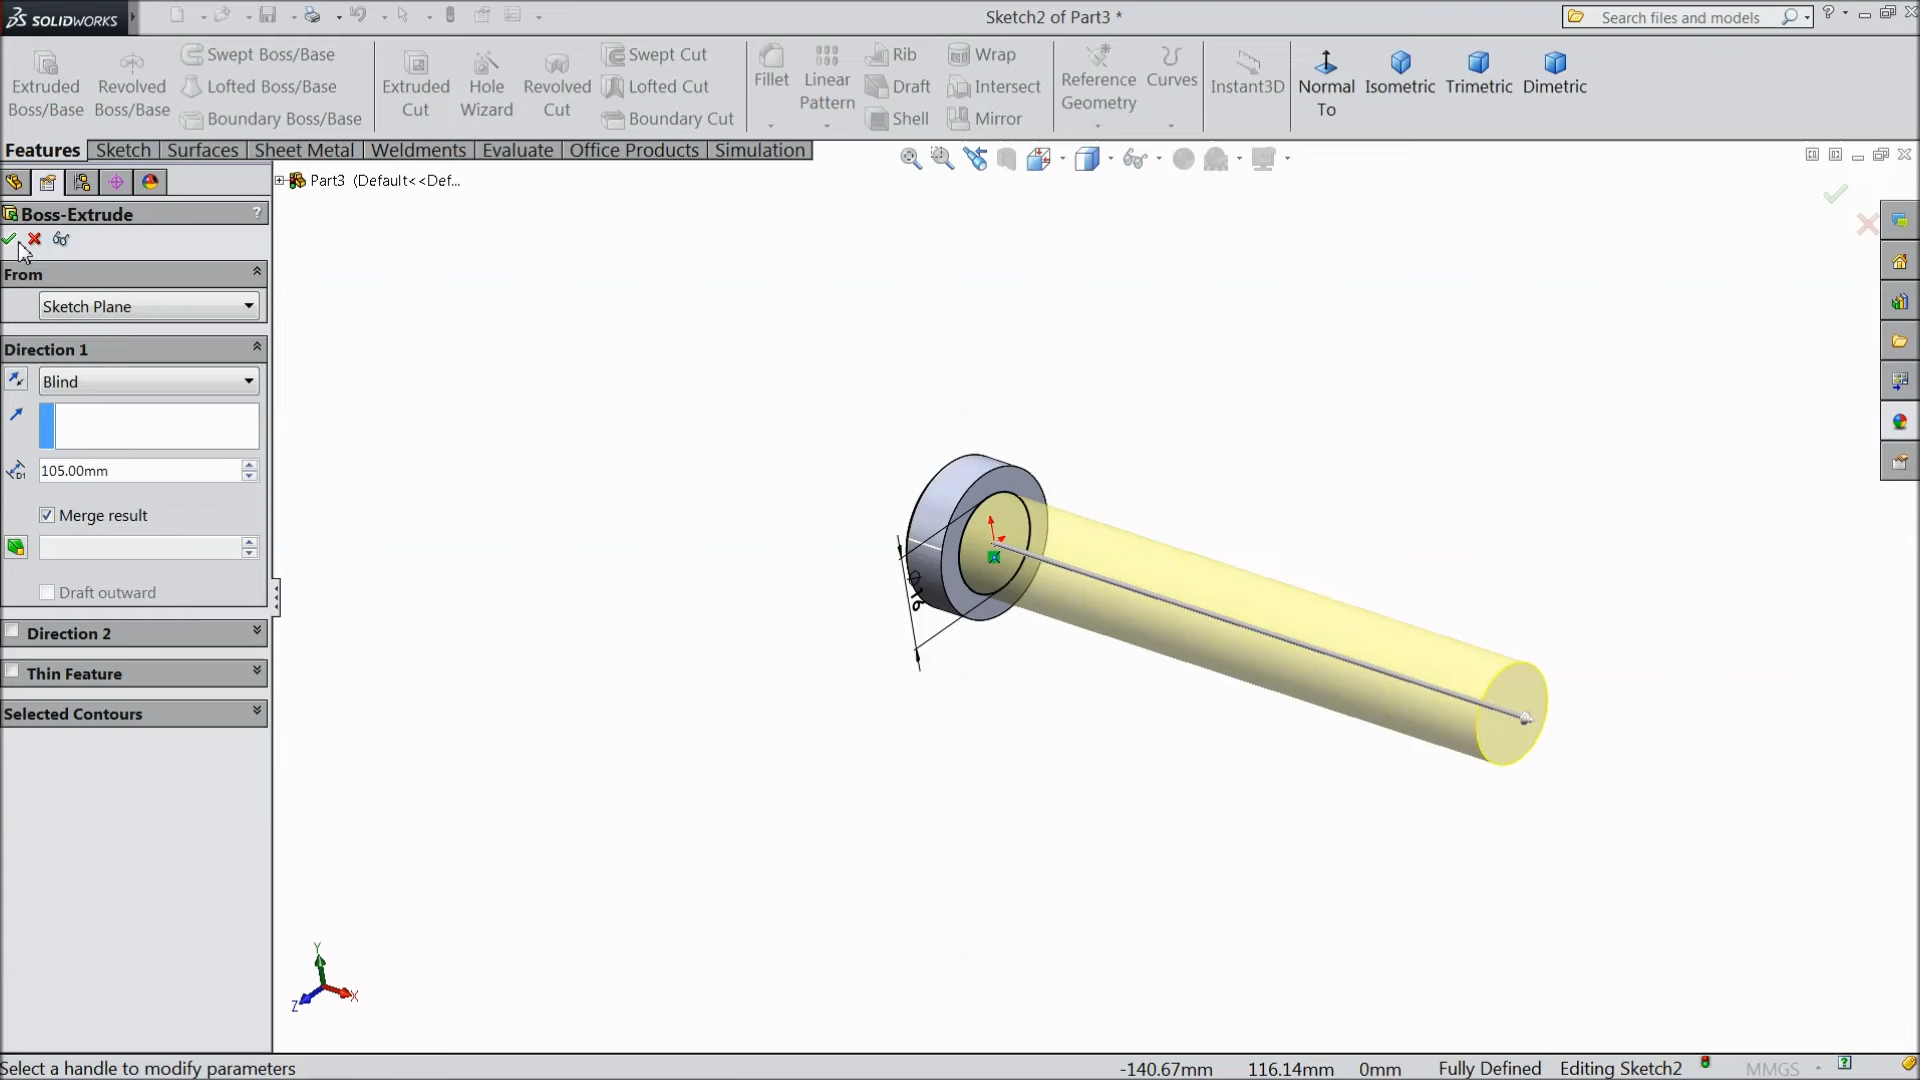 SOLIDWORKS
Sketch2 of Part3 *
Search files and models
?
Extruded Boss/Base
Revolved Boss/Base
Swept Boss/Base
Lofted Boss/Base
Boundary Boss/Base
Extruded Cut
Hole Wizard
Revolved Cut
Swept Cut
Lofted Cut
Boundary Cut
Fillet
Linear Pattern
Rib
Draft
Shell
Wrap
Intersect
Mirror
Reference Geometry
Curves
Instant3D
Normal To
Isometric
Trimetric
Dimetric
Features
Sketch
Surfaces
Sheet Metal
Weldments
Evaluate
Office Products
Simulation
Part3 (Default<<Def...
Boss-Extrude
?
From
Sketch Plane
Direction 1
Blind
D1
105.00mm
Merge result
Draft outward
Direction 2
Thin Feature
Selected Contours
Φ16
Y
X
Z
Select a handle to modify parameters
-140.67mm
116.14mm
0mm
Fully Defined
Editing Sketch2
MMGS
?